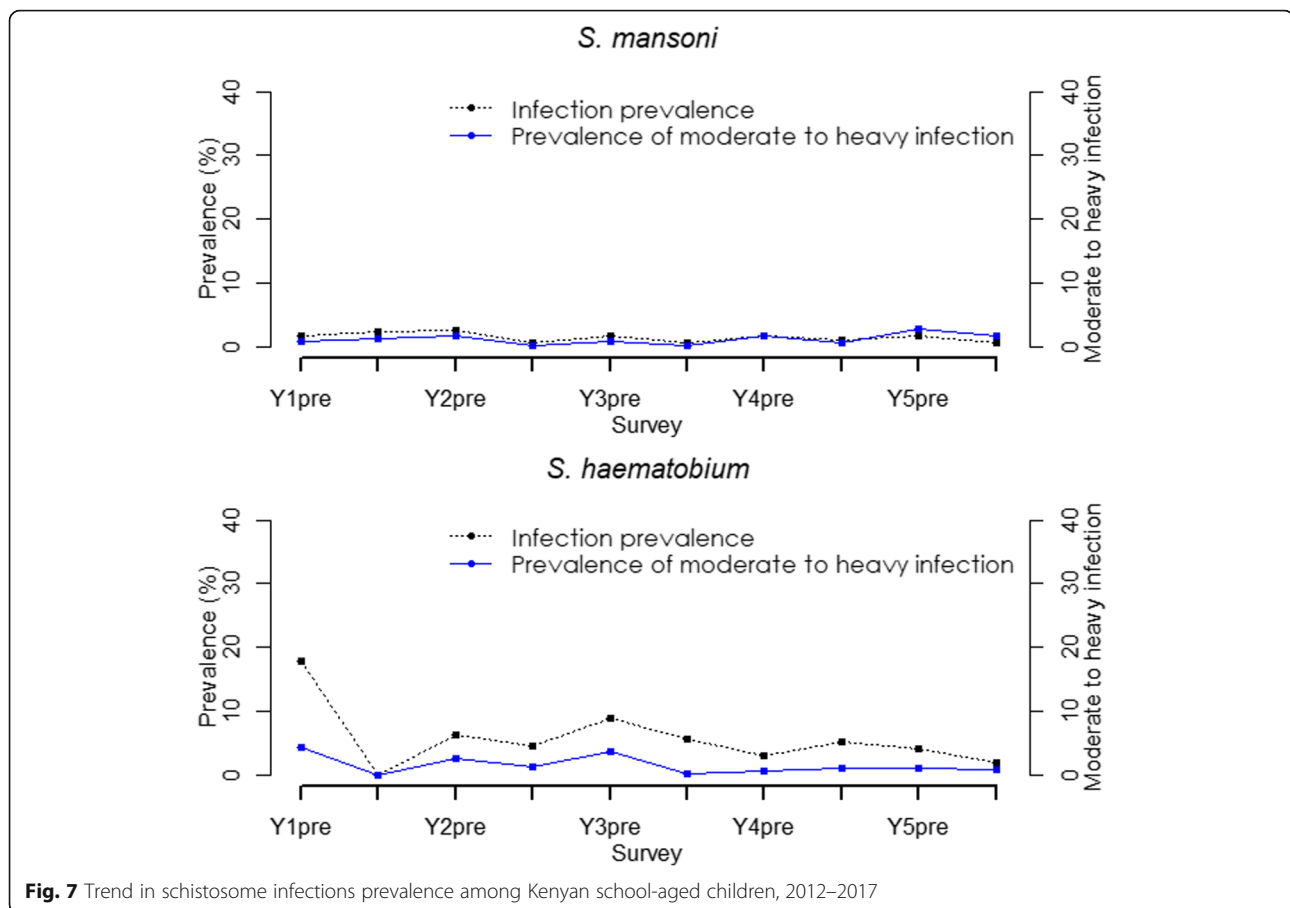 S. mansoni
Infection prevalence
Prevalence of moderate to heavy infection
Prevalence (%)
0 10 20 30 40
Moderate to heavy infection
0 10 20 30 40
Y1pre Y2pre Y3pre Y4pre Y5pre
Survey
S. haematobium
Infection prevalence
Prevalence of moderate to heavy infection
Prevalence (%)
0 10 20 30 40
Moderate to heavy infection
0 10 20 30 40
Y1pre Y2pre Y3pre Y4pre Y5pre
Survey
Fig. 7 Trend in schistosome infections prevalence among Kenyan school-aged children, 2012–2017